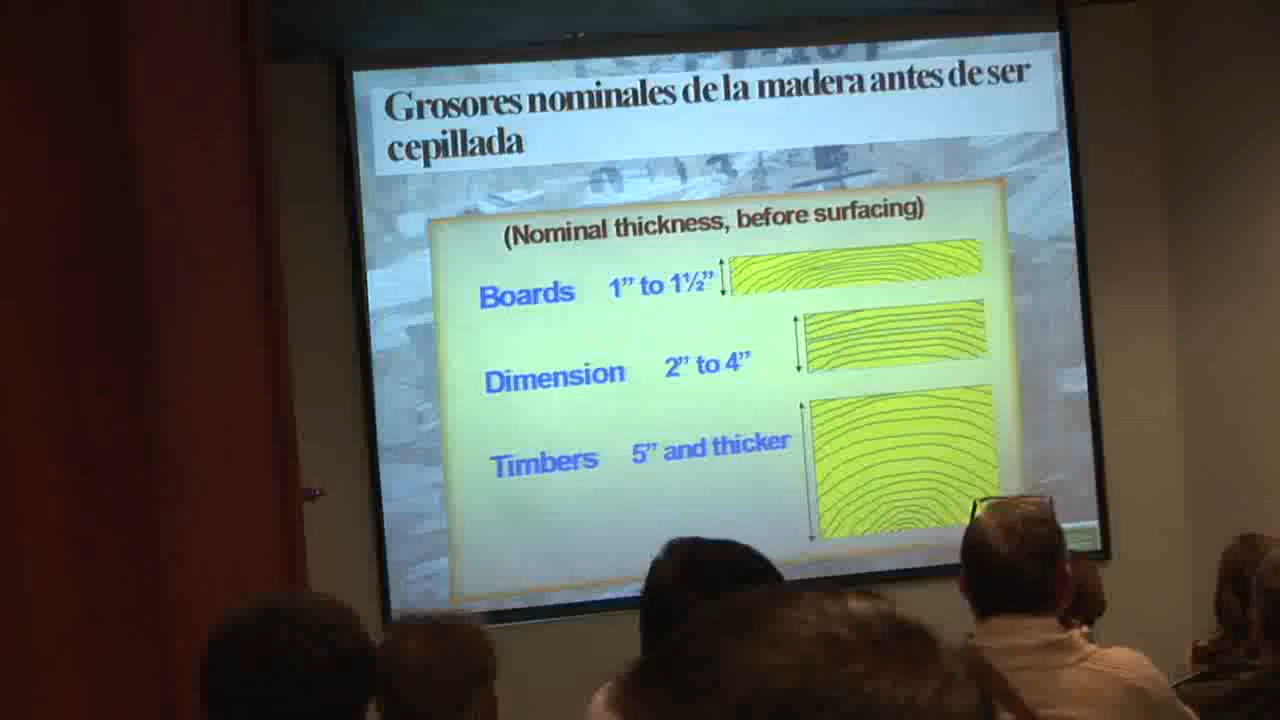 Grosores nominales de la madera antes de ser
cepillada
(Nominal thickness, before surfacing)
Boards 1” to 1½”
Dimension 2” to 4”
Timbers 5” and thicker